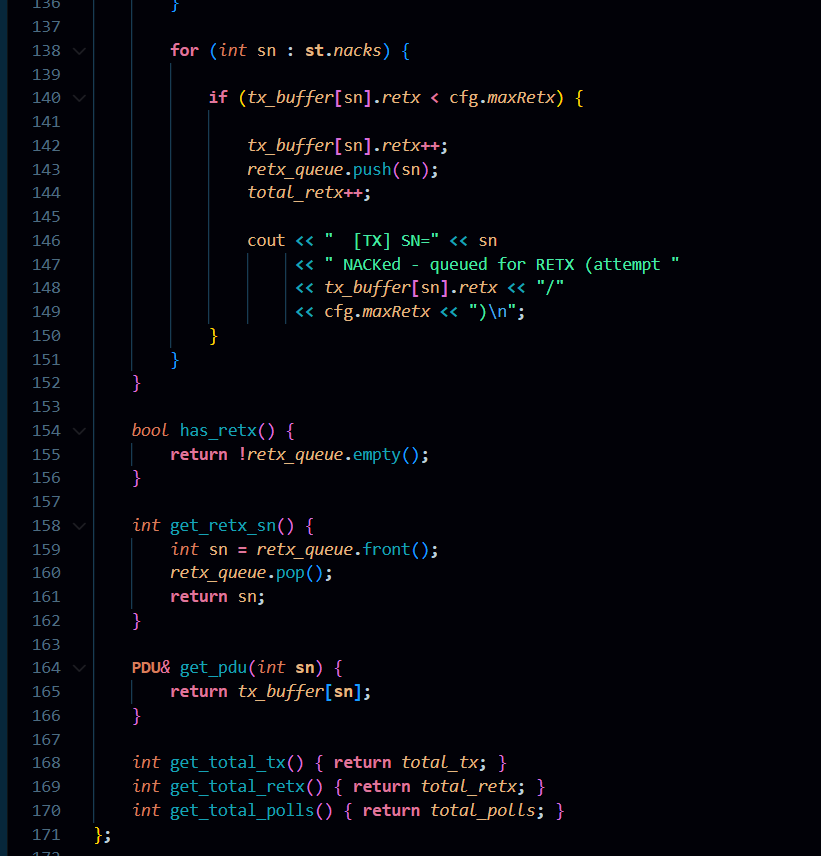 136 }
137
138 for (int sn : st.nacks) {
139
140 if (tx_buffer[sn].retx < cfg.maxRetx) {
141
142 tx_buffer[sn].retx++;
143 retx_queue.push(sn);
144 total_retx++;
145
146 cout << "  [TX] SN=" << sn
147 << " NACKed - queued for RETX (attempt "
148 << tx_buffer[sn].retx << "/"
149 << cfg.maxRetx << ")\n";
150 }
151 }
152 }
153
154 bool has_retx() {
155 return !retx_queue.empty();
156 }
157
158 int get_retx_sn() {
159 int sn = retx_queue.front();
160 retx_queue.pop();
161 return sn;
162 }
163
164 PDU& get_pdu(int sn) {
165 return tx_buffer[sn];
166 }
167
168 int get_total_tx() { return total_tx; }
169 int get_total_retx() { return total_retx; }
170 int get_total_polls() { return total_polls; }
171 };
172